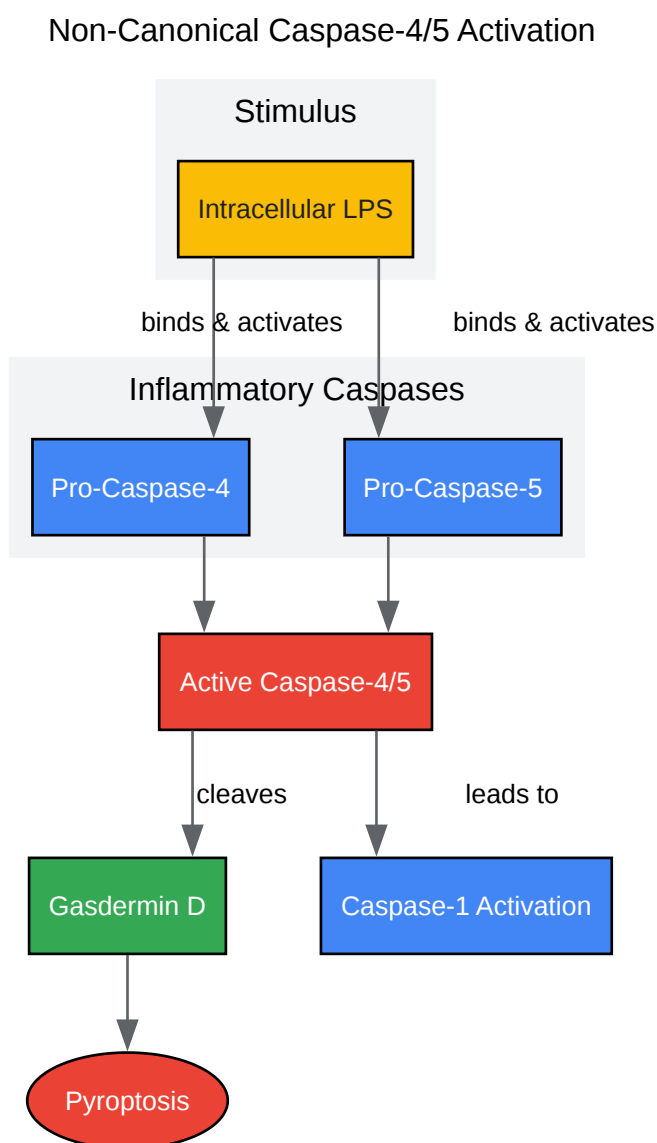 Non-Canonical Caspase-4/5 Activation
Stimulus
Intracellular LPS
binds & activates
binds & activates
Inflammatory Caspases
Pro-Caspase-4
Pro-Caspase-5
Active Caspase-4/5
cleaves
leads to
Gasdermin D
Caspase-1 Activation
Pyroptosis